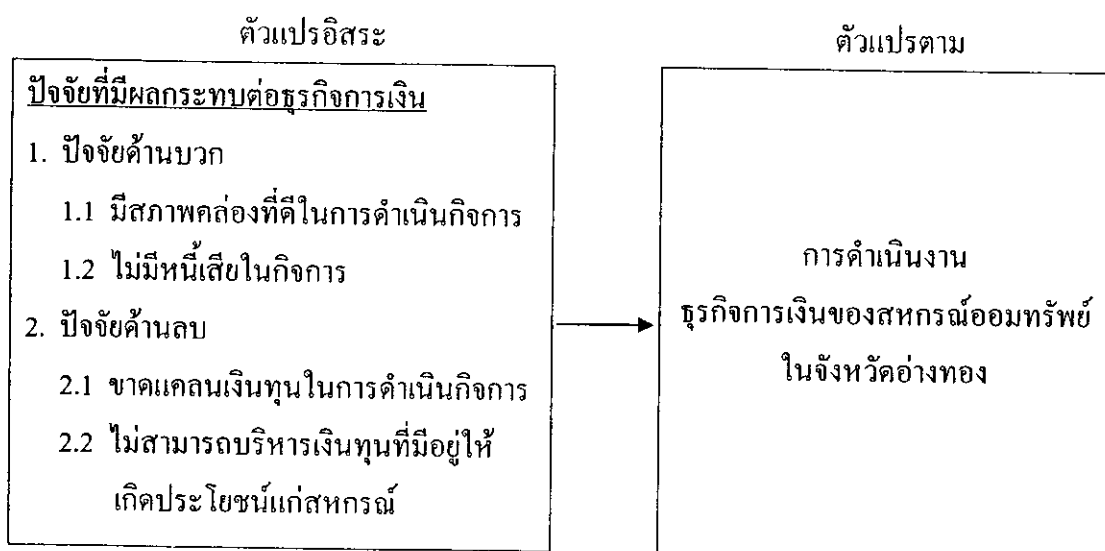 ตัวแปรอิสระ
ปัจจัยที่มีผลกระทบต่อธุรกิจการเงิน
1. ปัจจัยด้านบวก
1.1 มีสภาพคล่องที่ดีในการดำเนินกิจการ
1.2 ไม่มีหนี้เสียในกิจการ
2. ปัจจัยด้านลบ
2.1 ขาดแคลนเงินทุนในการดำเนินกิจการ
2.2 ไม่สามารถบริหารเงินทุนที่มีอยู่ให้
เกิดประโยชน์แก่สหกรณ์
ตัวแปรตาม
การดำเนินงาน
ธุรกิจการเงินของสหกรณ์ออมทรัพย์
ในจังหวัดอ่างทอง